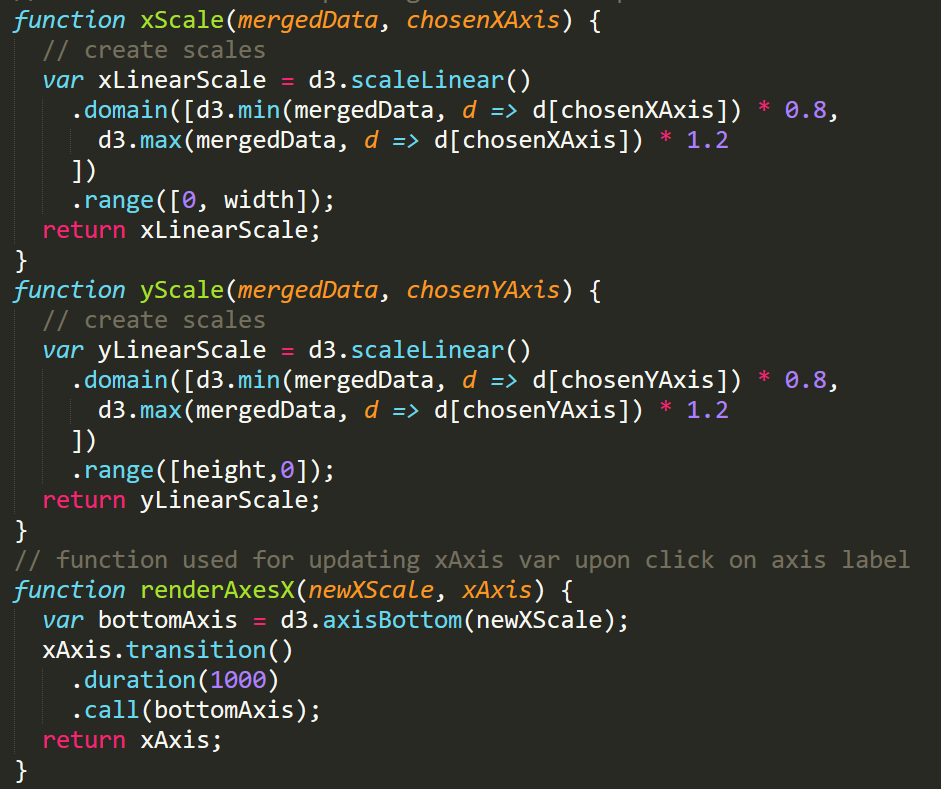 function xScale(mergedData, chosenXAxis) {
  // create scales
  var xLinearScale = d3.scaleLinear()
    .domain([d3.min(mergedData, d => d[chosenXAxis]) * 0.8,
      d3.max(mergedData, d => d[chosenXAxis]) * 1.2
    ])
    .range([0, width]);
  return xLinearScale;
}
function yScale(mergedData, chosenYAxis) {
  // create scales
  var yLinearScale = d3.scaleLinear()
    .domain([d3.min(mergedData, d => d[chosenYAxis]) * 0.8,
      d3.max(mergedData, d => d[chosenYAxis]) * 1.2
    ])
    .range([height,0]);
  return yLinearScale;
}
// function used for updating xAxis var upon click on axis label
function renderAxesX(newXScale, xAxis) {
  var bottomAxis = d3.axisBottom(newXScale);
  xAxis.transition()
    .duration(1000)
    .call(bottomAxis);
  return xAxis;
}